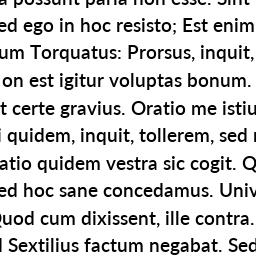 a possunt paria non esse. Sint
ed ego in hoc resisto; Est enim
um Torquatus: Prorsus, inquit,
on est igitur voluptas bonum.
t certe gravius. Oratio me istiu
i quidem, inquit, tollerem, sed r
atio quidem vestra sic cogit. Q
ed hoc sane concedamus. Univ
Quod cum dixissent, ille contra.
l Sextilius factum negabat. Sed